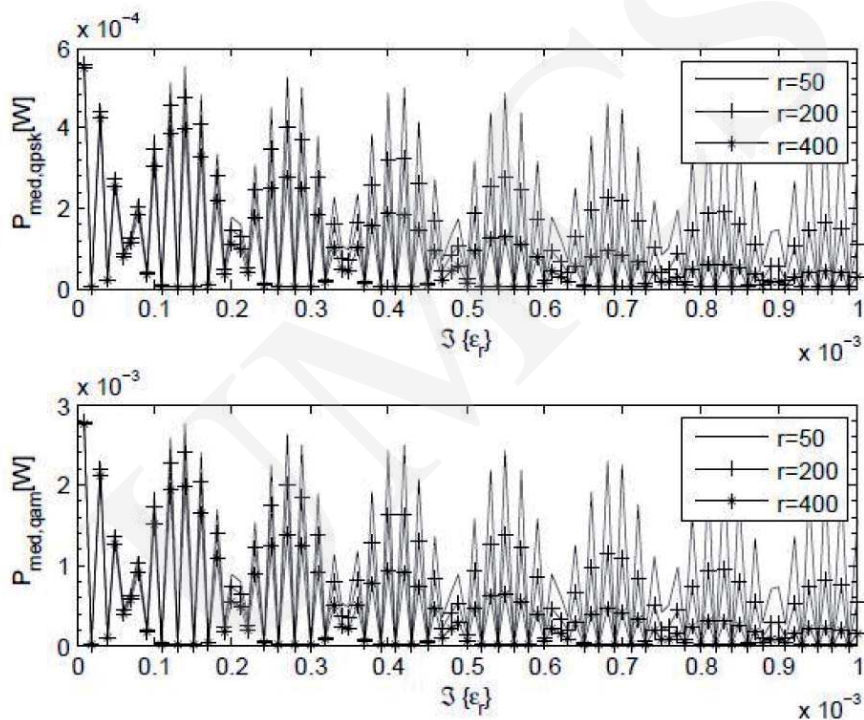 x 10⁻⁴
6
4
2
0
P_med,qpsk[W]
r=50
r=200
r=400
0 0.1 0.2 0.3 0.4 0.5 0.6 0.7 0.8 0.9 1
ℑ {ε_r}
x 10⁻³
x 10⁻³
3
2
1
0
P_med,qam[W]
r=50
r=200
r=400
0 0.1 0.2 0.3 0.4 0.5 0.6 0.7 0.8 0.9 1
ℑ {ε_r}
x 10⁻³
UMCS